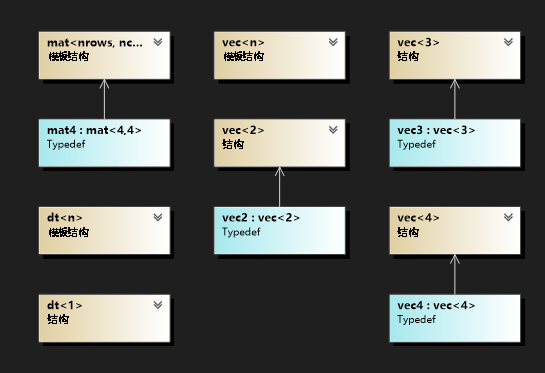 mat<nrows, nc...
模板结构
vec<n>
模板结构
vec<3>
结构
mat4 : mat<4,4>
Typedef
vec<2>
结构
vec3 : vec<3>
Typedef
dt<n>
模板结构
vec2 : vec<2>
Typedef
vec<4>
结构
dt<1>
结构
vec4 : vec<4>
Typedef